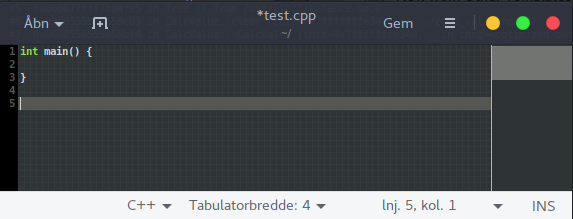 Åbn *test.cpp Gem
~/
1 int main() {
2
3 }
4
5
C++ Tabulatorbredde: 4 lnj. 5, kol. 1 INS